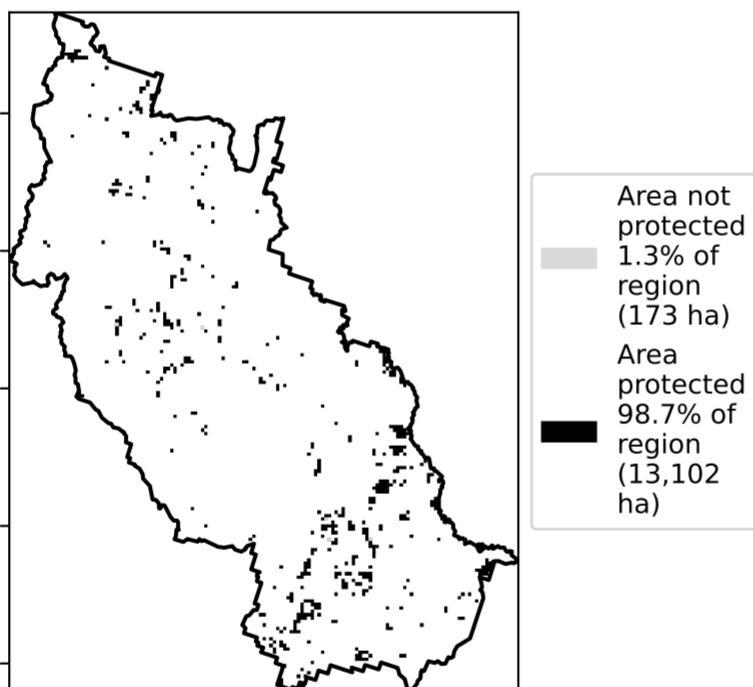 Area not
protected
1.3% of
region
(173 ha)
Area
protected
98.7% of
region
(13,102
ha)